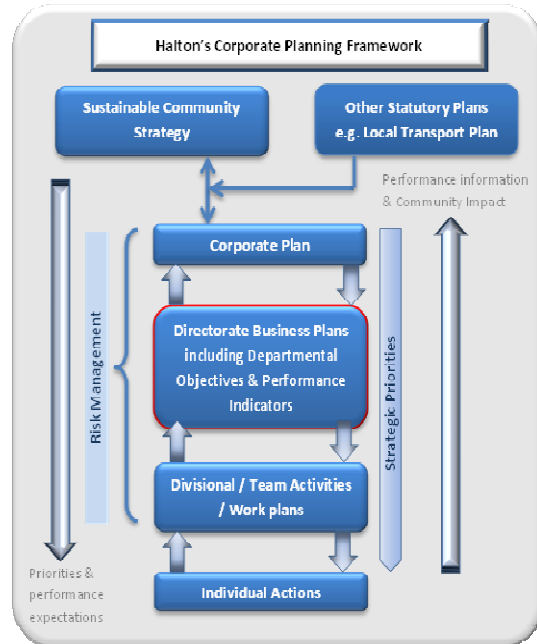 Halton's Corporate Planning Framework
Sustainable Community
Strategy
Other Statutory Plans
e.g. Local Transport Plan
Performance information
& Community Impact
Corporate Plan
Directorate Business Plans
including Departmental
Objectives & Performance
Indicators
Risk Management
Strategic Priorities
Divisional / Team Activities
/ Work plans
Priorities &
performance
expectations
Individual Actions